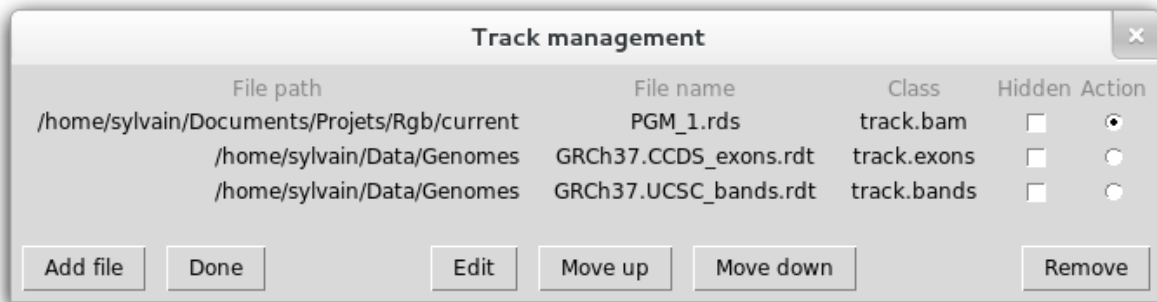 Track management
File path File name Class Hidden Action
/home/sylvain/Documents/Projets/Rgb/current PGM_1.rds track.bam
/home/sylvain/Data/Genomes GRCh37.CCDS_exons.rdt track.exons
/home/sylvain/Data/Genomes GRCh37.UCSC_bands.rdt track.bands
Add file Done Edit Move up Move down Remove